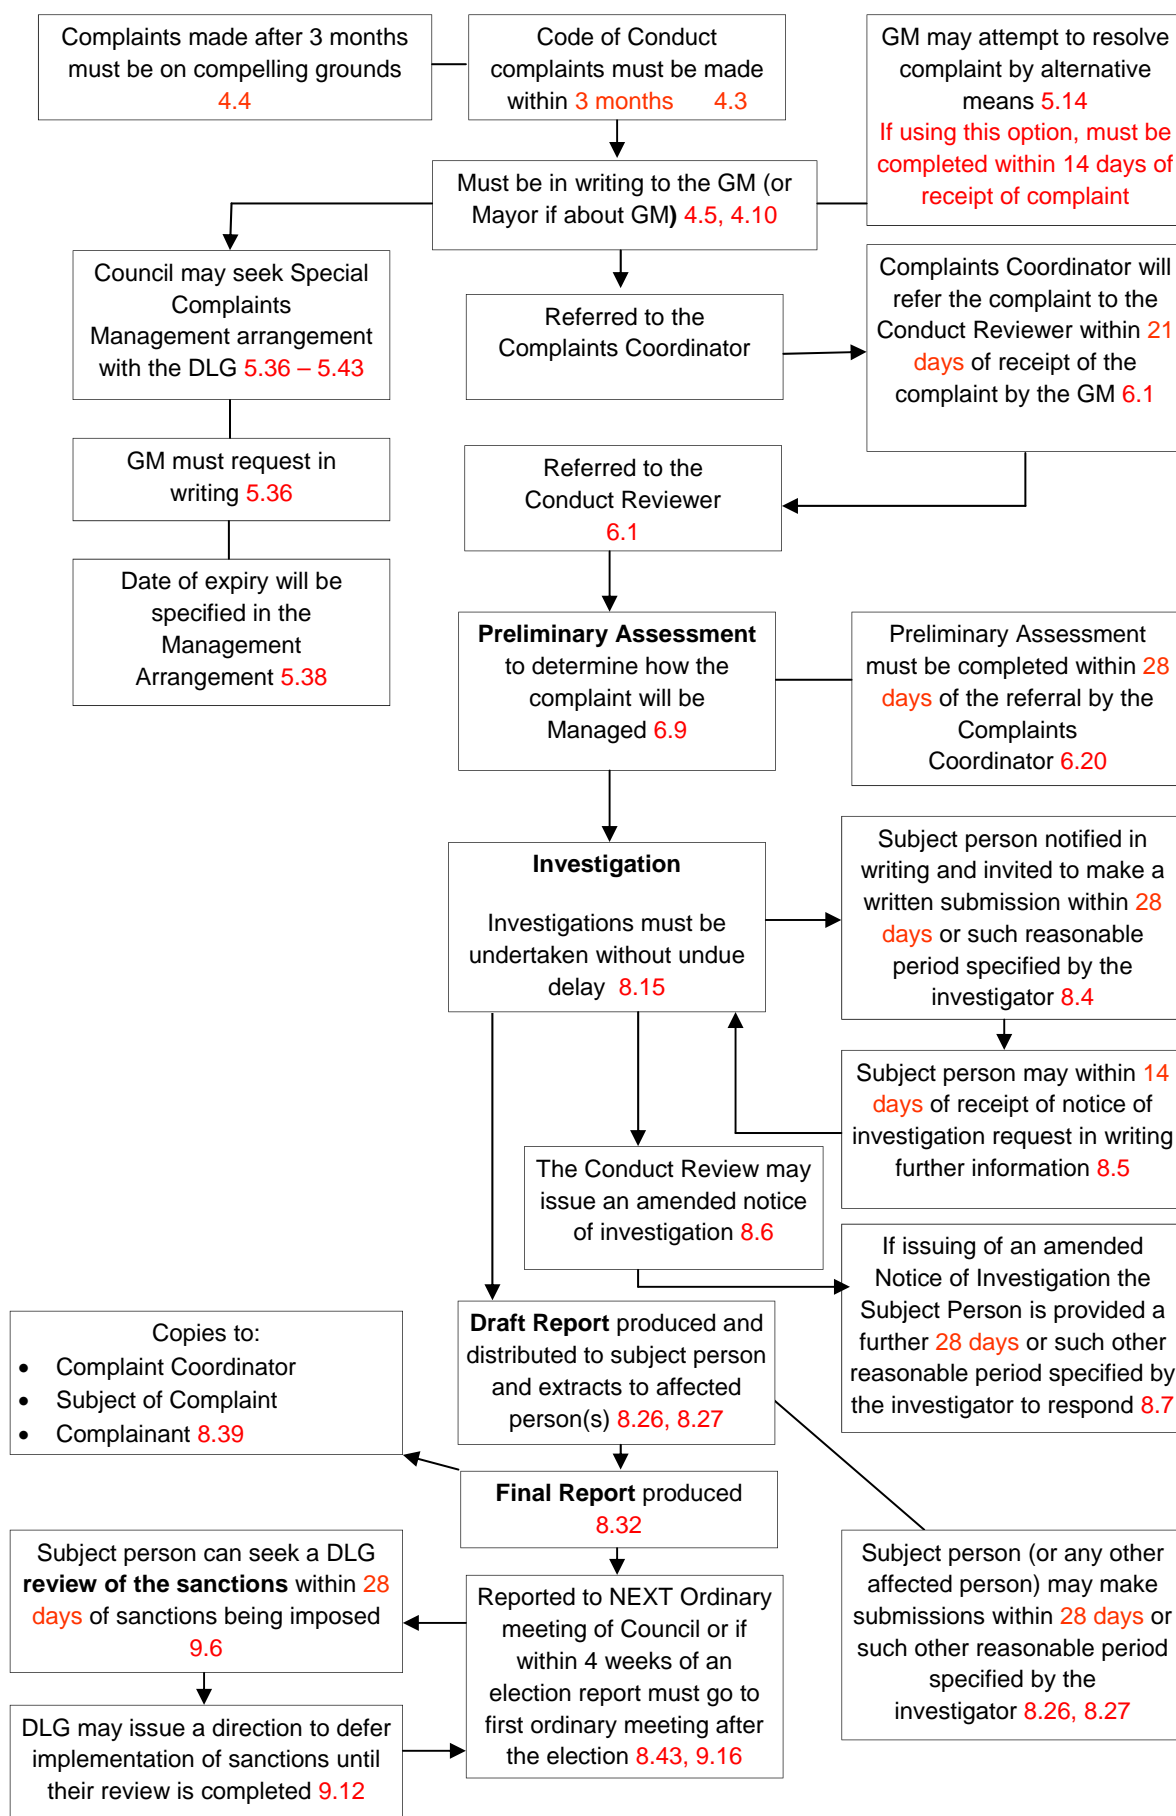 Complaints made after 3 months
must be on compelling grounds
4.4
Code of Conduct
complaints must be made
within 3 months 4.3
GM may attempt to resolve
complaint by alternative
means 5.14
If using this option, must be
completed within 14 days of
receipt of complaint
Must be in writing to the GM (or
Mayor if about GM) 4.5, 4.10
Council may seek Special
Complaints
Management arrangement
with the DLG 5.36 – 5.43
Referred to the
Complaints Coordinator
Complaints Coordinator will
refer the complaint to the
Conduct Reviewer within 21
days of receipt of the
complaint by the GM 6.1
GM must request in
writing 5.36
Referred to the
Conduct Reviewer
6.1
Date of expiry will be
specified in the
Management
Arrangement 5.38
Preliminary Assessment
to determine how the
complaint will be
Managed 6.9
Preliminary Assessment
must be completed within 28
days of the referral by the
Complaints
Coordinator 6.20
Investigation
Investigations must be
undertaken without undue
delay 8.15
Subject person notified in
writing and invited to make a
written submission within 28
days or such reasonable
period specified by the
investigator 8.4
Subject person may within 14
days of receipt of notice of
investigation request in writing
further information 8.5
The Conduct Review may
issue an amended notice
of investigation 8.6
If issuing of an amended
Notice of Investigation the
Subject Person is provided a
further 28 days or such other
reasonable period specified by
the investigator to respond 8.7
Draft Report produced and
distributed to subject person
and extracts to affected
person(s) 8.26, 8.27
Copies to:
• Complaint Coordinator
• Subject of Complaint
• Complainant 8.39
Final Report produced
8.32
Subject person can seek a DLG
review of the sanctions within 28
days of sanctions being imposed
9.6
Reported to NEXT Ordinary
meeting of Council or if
within 4 weeks of an
election report must go to
first ordinary meeting after
the election 8.43, 9.16
Subject person (or any other
affected person) may make
submissions within 28 days or
such other reasonable period
specified by the
investigator 8.26, 8.27
DLG may issue a direction to defer
implementation of sanctions until
their review is completed 9.12